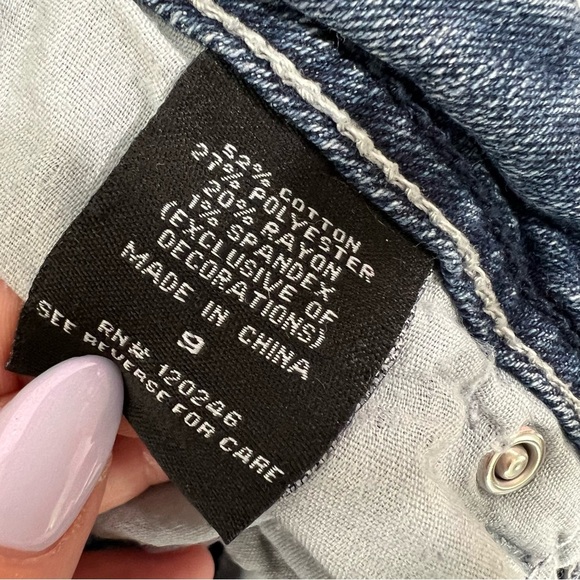 52% COTTON
27% POLYESTER
20% RAYON
1% SPANDEX
(EXCLUSIVE OF
DECORATIONS)
MADE IN CHINA
9
RN# 120246
SEE REVERSE FOR CARE